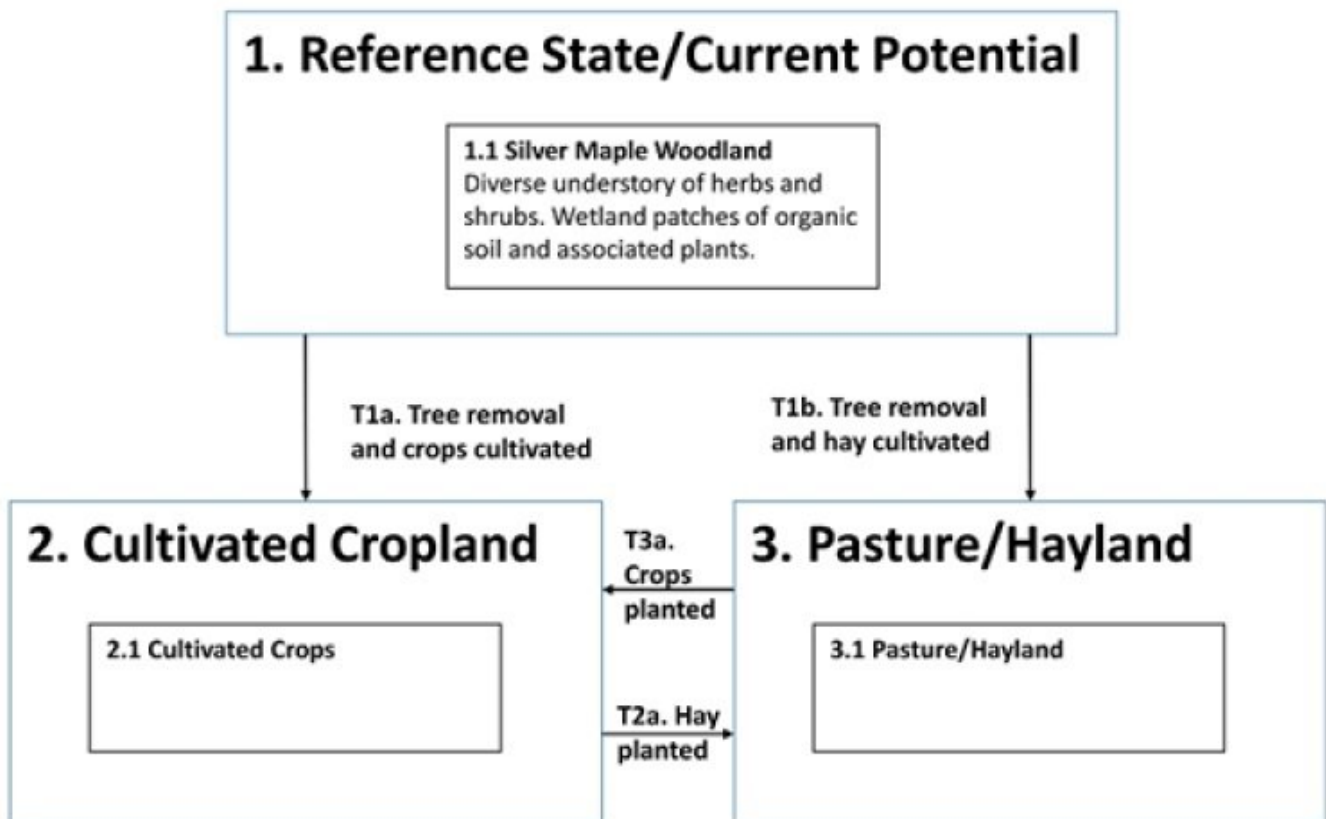 1. Reference State/Current Potential
1.1 Silver Maple Woodland
Diverse understory of herbs and
shrubs. Wetland patches of organic
soil and associated plants.
T1a. Tree removal
and crops cultivated
T1b. Tree removal
and hay cultivated
2. Cultivated Cropland
2.1 Cultivated Crops
T3a.
Crops
planted
T2a. Hay
planted
3. Pasture/Hayland
3.1 Pasture/Hayland